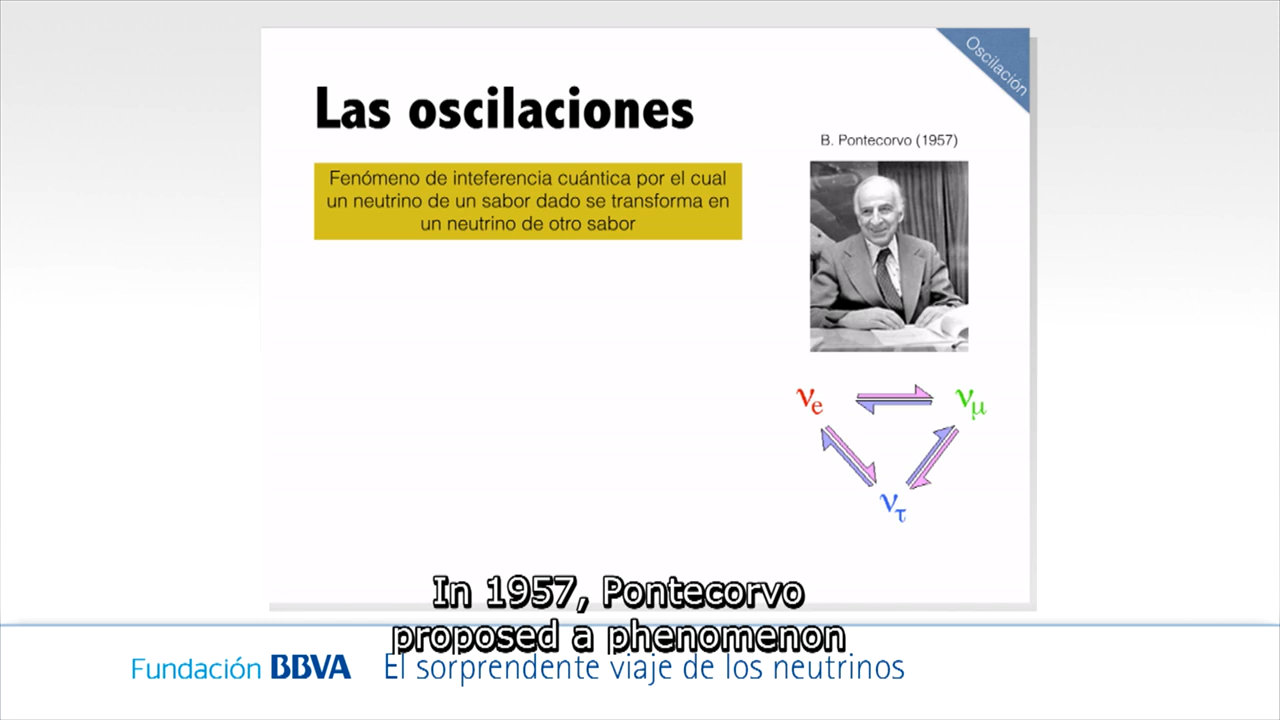 Oscilación
Las oscilaciones
B. Pontecorvo (1957)
Fenómeno de inteferencia cuántica por el cual
un neutrino de un sabor dado se transforma en
un neutrino de otro sabor
νe
νμ
ντ
In 1957, Pontecorvo
proposed a phenomenon
Fundación BBVA El sorprendente viaje de los neutrinos